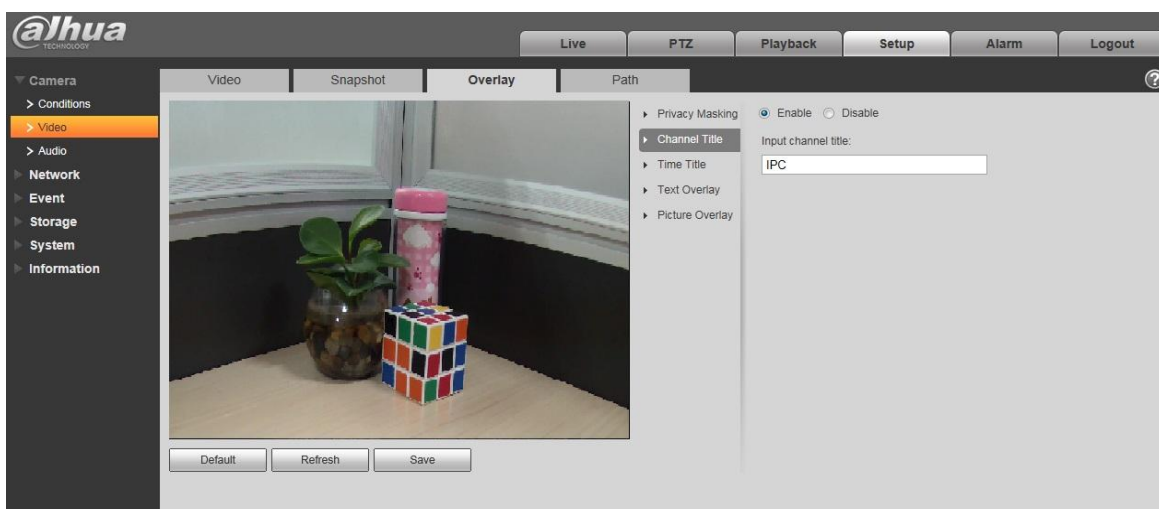 alhua
TECHNOLOGY
Live PTZ Playback Setup Alarm Logout
Camera
Conditions
Video
Audio
Network
Event
Storage
System
Information
Video Snapshot Overlay Path
?
Privacy Masking
Channel Title
Time Title
Text Overlay
Picture Overlay
Enable Disable
Input channel title:
IPC
Default Refresh Save